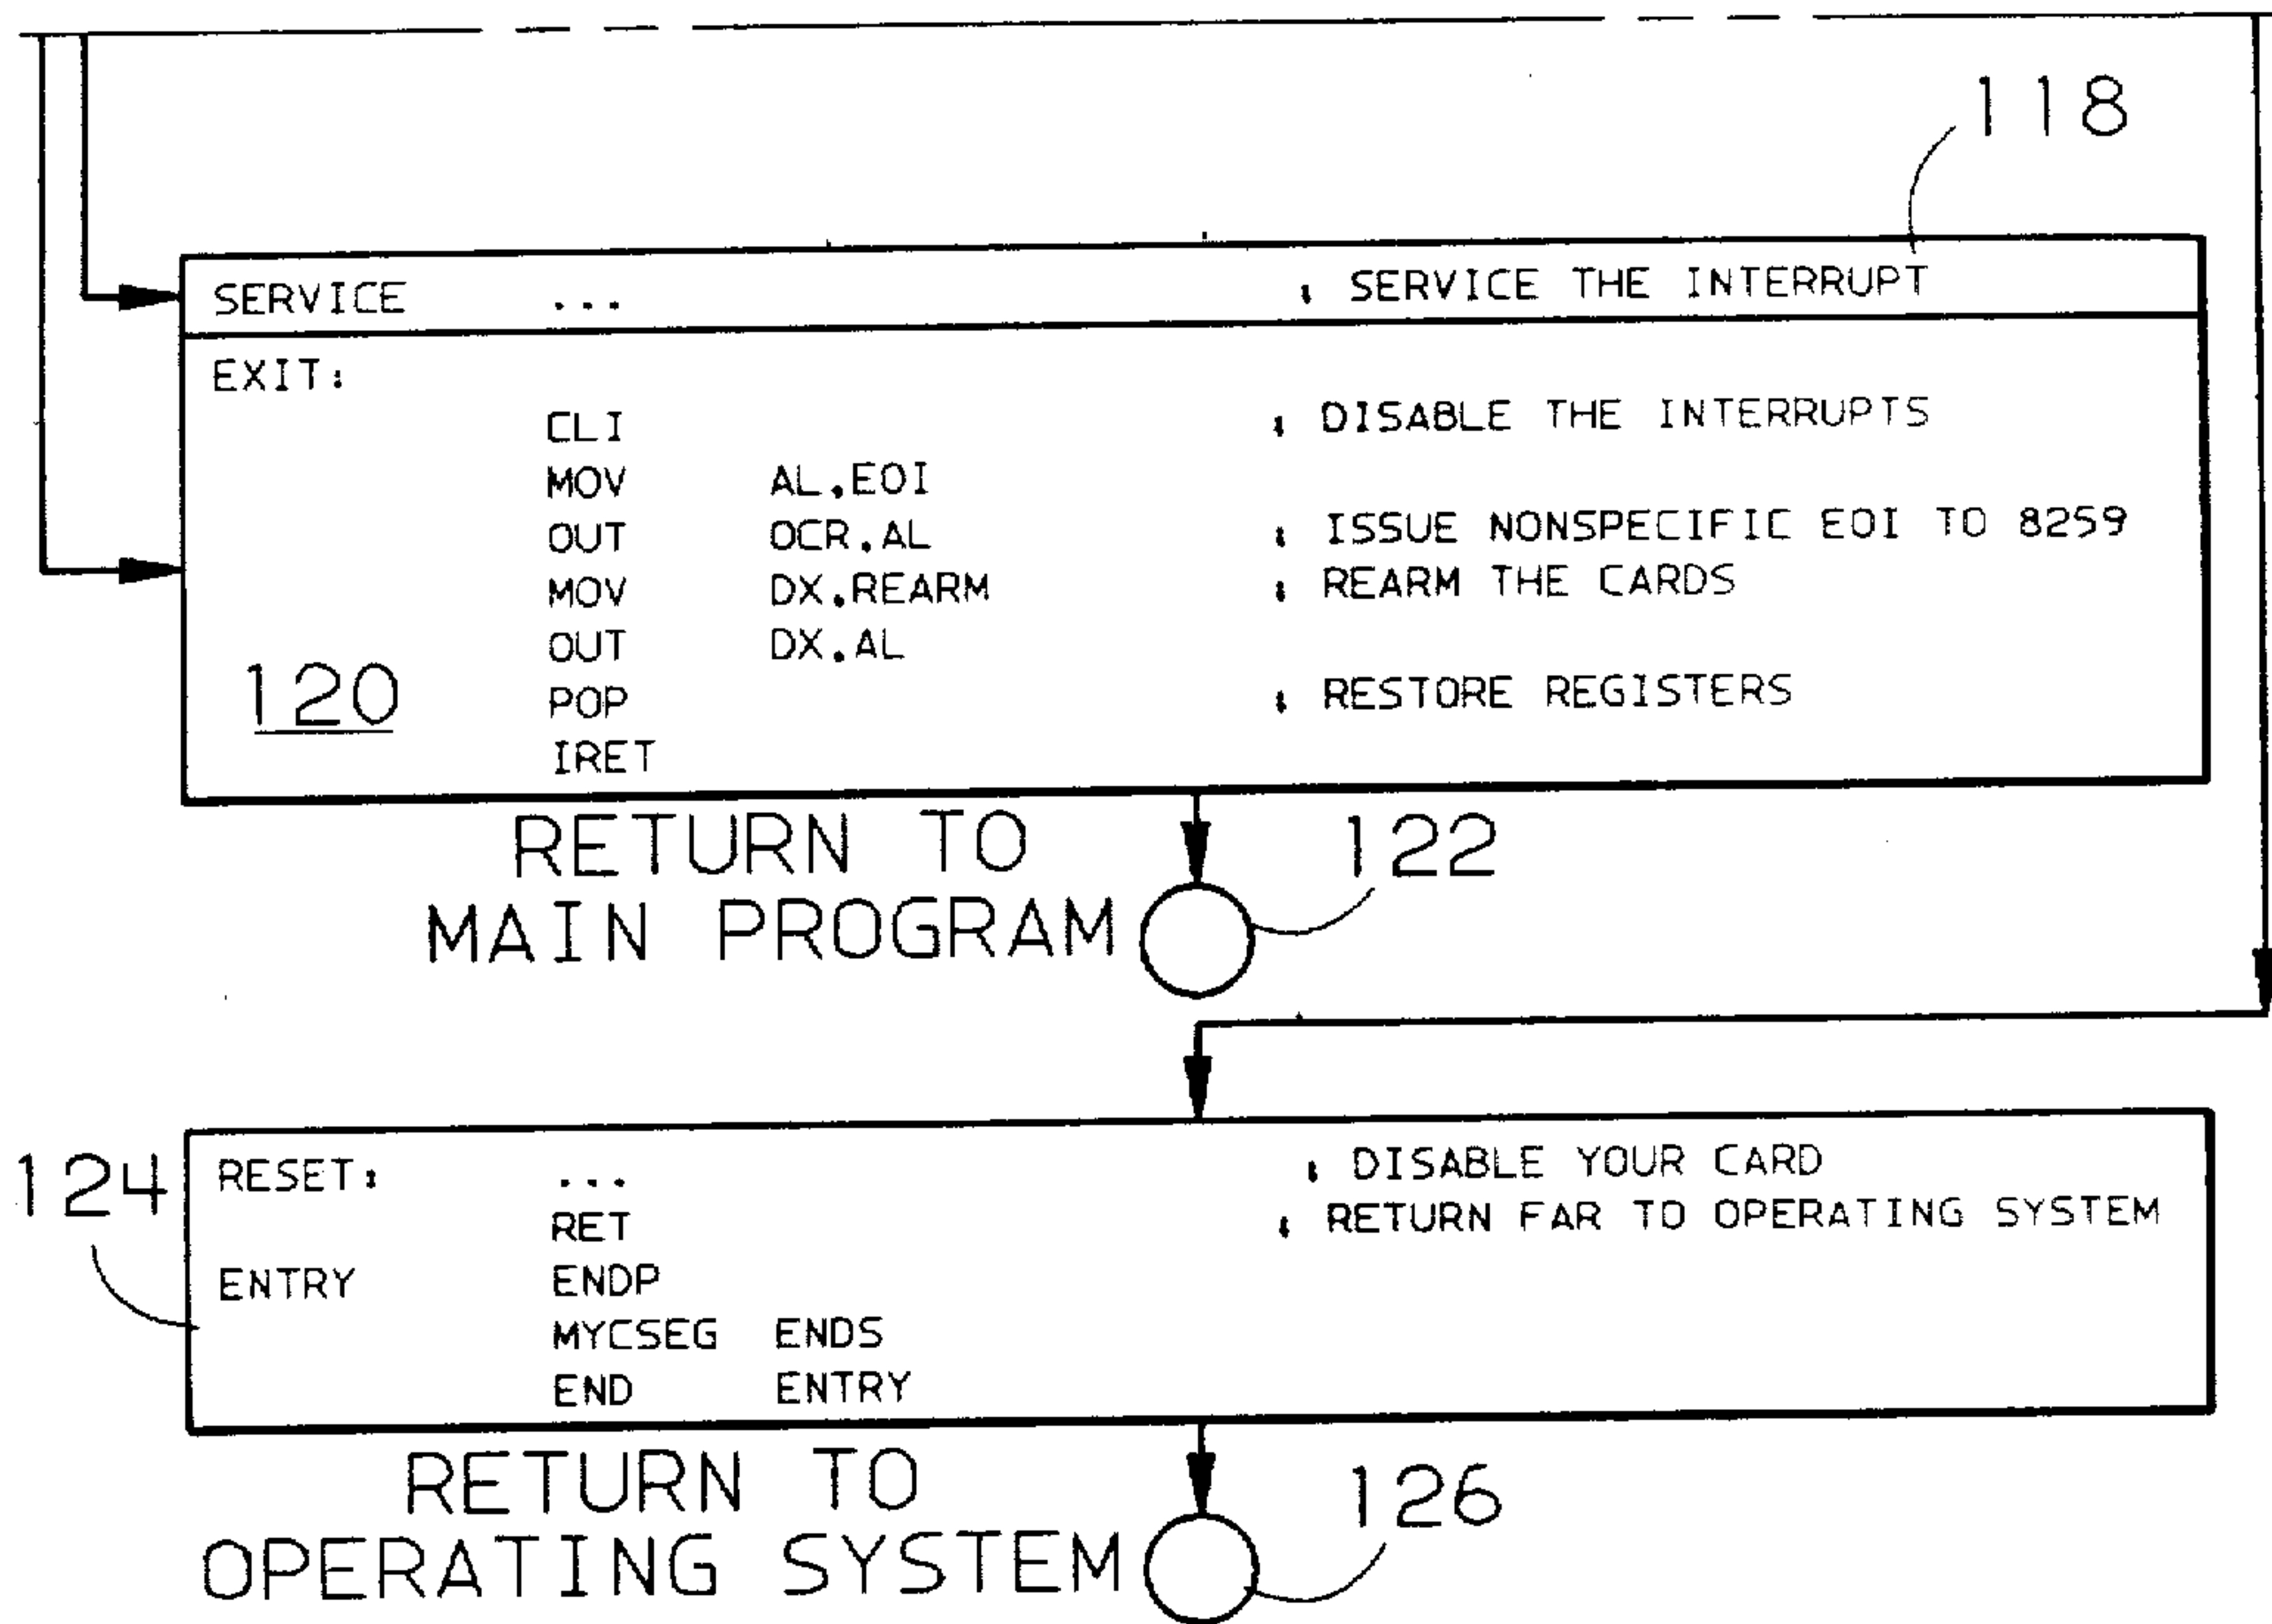 118
SERVICE ... ; SERVICE THE INTERRUPT
EXIT:
CLI ; DISABLE THE INTERRUPTS
MOV AL,EOI
OUT OCR,AL ; ISSUE NONSPECIFIC EOI TO 8259
MOV DX,REARM ; REARM THE CARDS
OUT DX,AL
120 POP ; RESTORE REGISTERS
IRET
RETURN TO 122
MAIN PROGRAM
RESET: ... ; DISABLE YOUR CARD
124
RET ; RETURN FAR TO OPERATING SYSTEM
ENTRY ENDP
MYCSEG ENDS
END ENTRY
RETURN TO 126
OPERATING SYSTEM